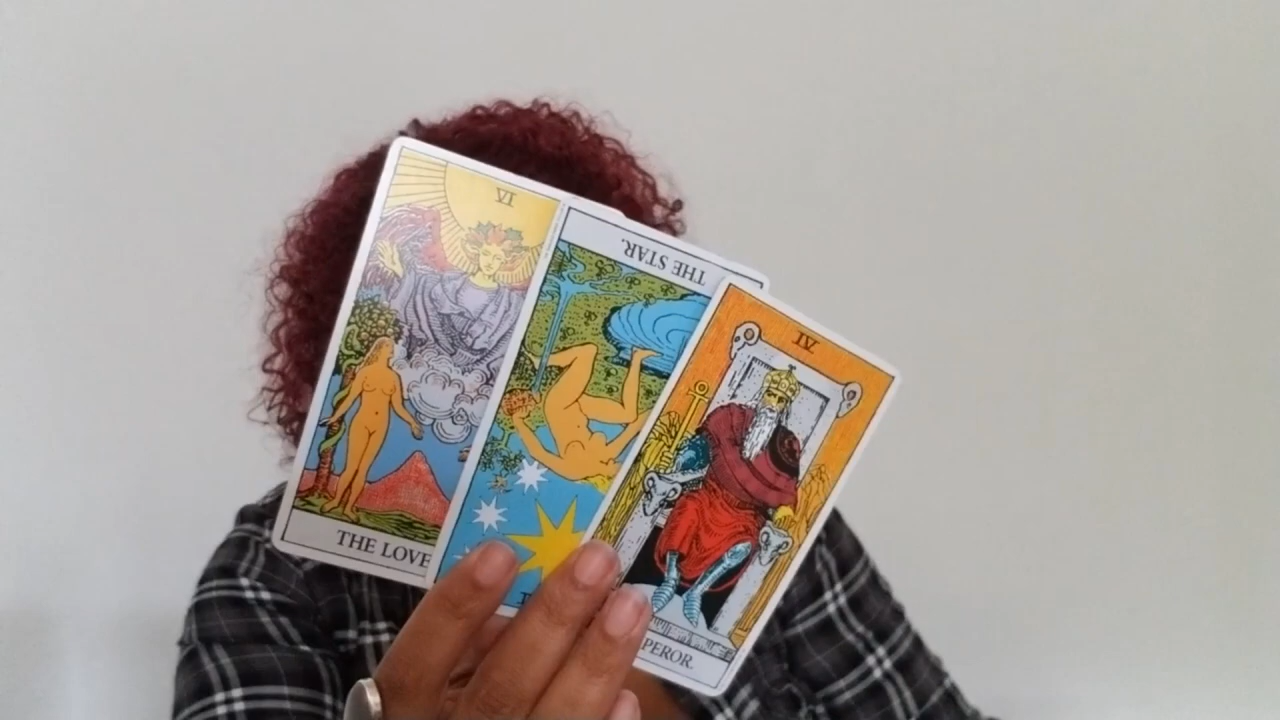 VI
THE LOVE
THE STAR.
IV
PEROR.